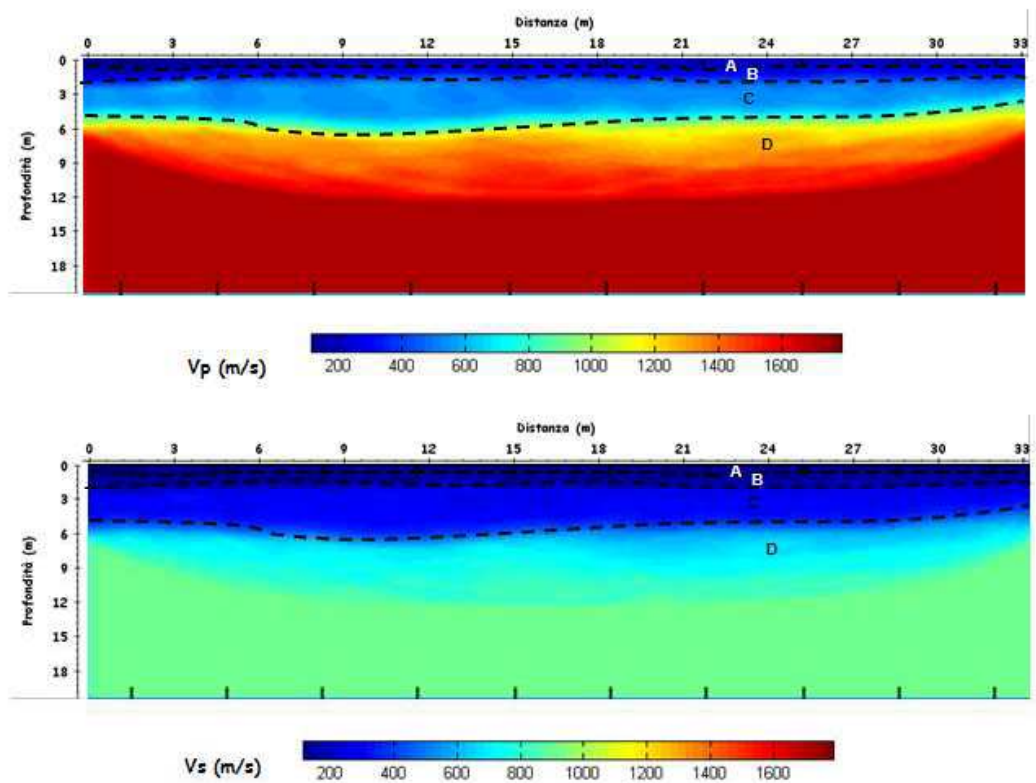 Distanza (m)
0 3 6 9 12 15 18 21 24 27 30 33
0
3
6
9
12
15
18
Profondità (m)
A
B
C
D
200 400 600 800 1000 1200 1400 1600
Vp (m/s)
Distanza (m)
0 3 6 9 12 15 18 21 24 27 30 33
0
3
6
9
12
15
18
Profondità (m)
A
B
C
D
200 400 600 800 1000 1200 1400 1600
Vs (m/s)